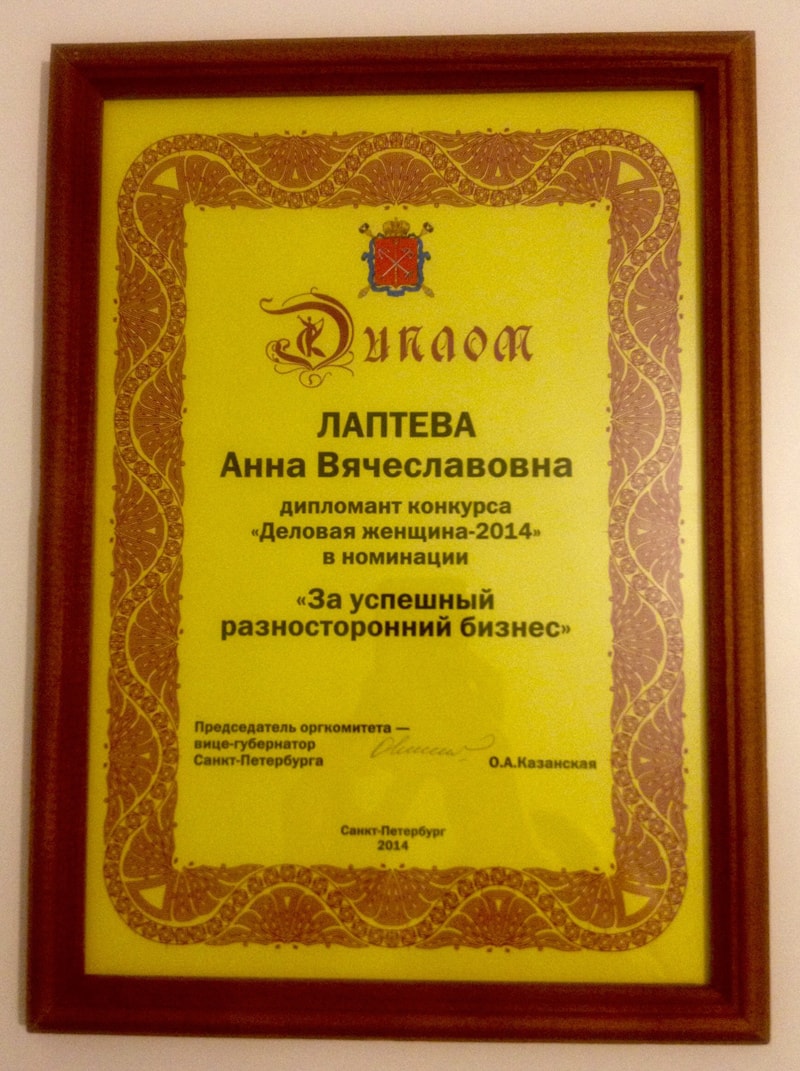 Диплом
ЛАПТЕВА
Анна Вячеславовна
дипломант конкурса
«Деловая женщина-2014»
в номинации
«За успешный
разносторонний бизнес»
Председатель оргкомитета —
вице-губернатор
Санкт-Петербурга
О.А.Казанская
Санкт-Петербург
2014